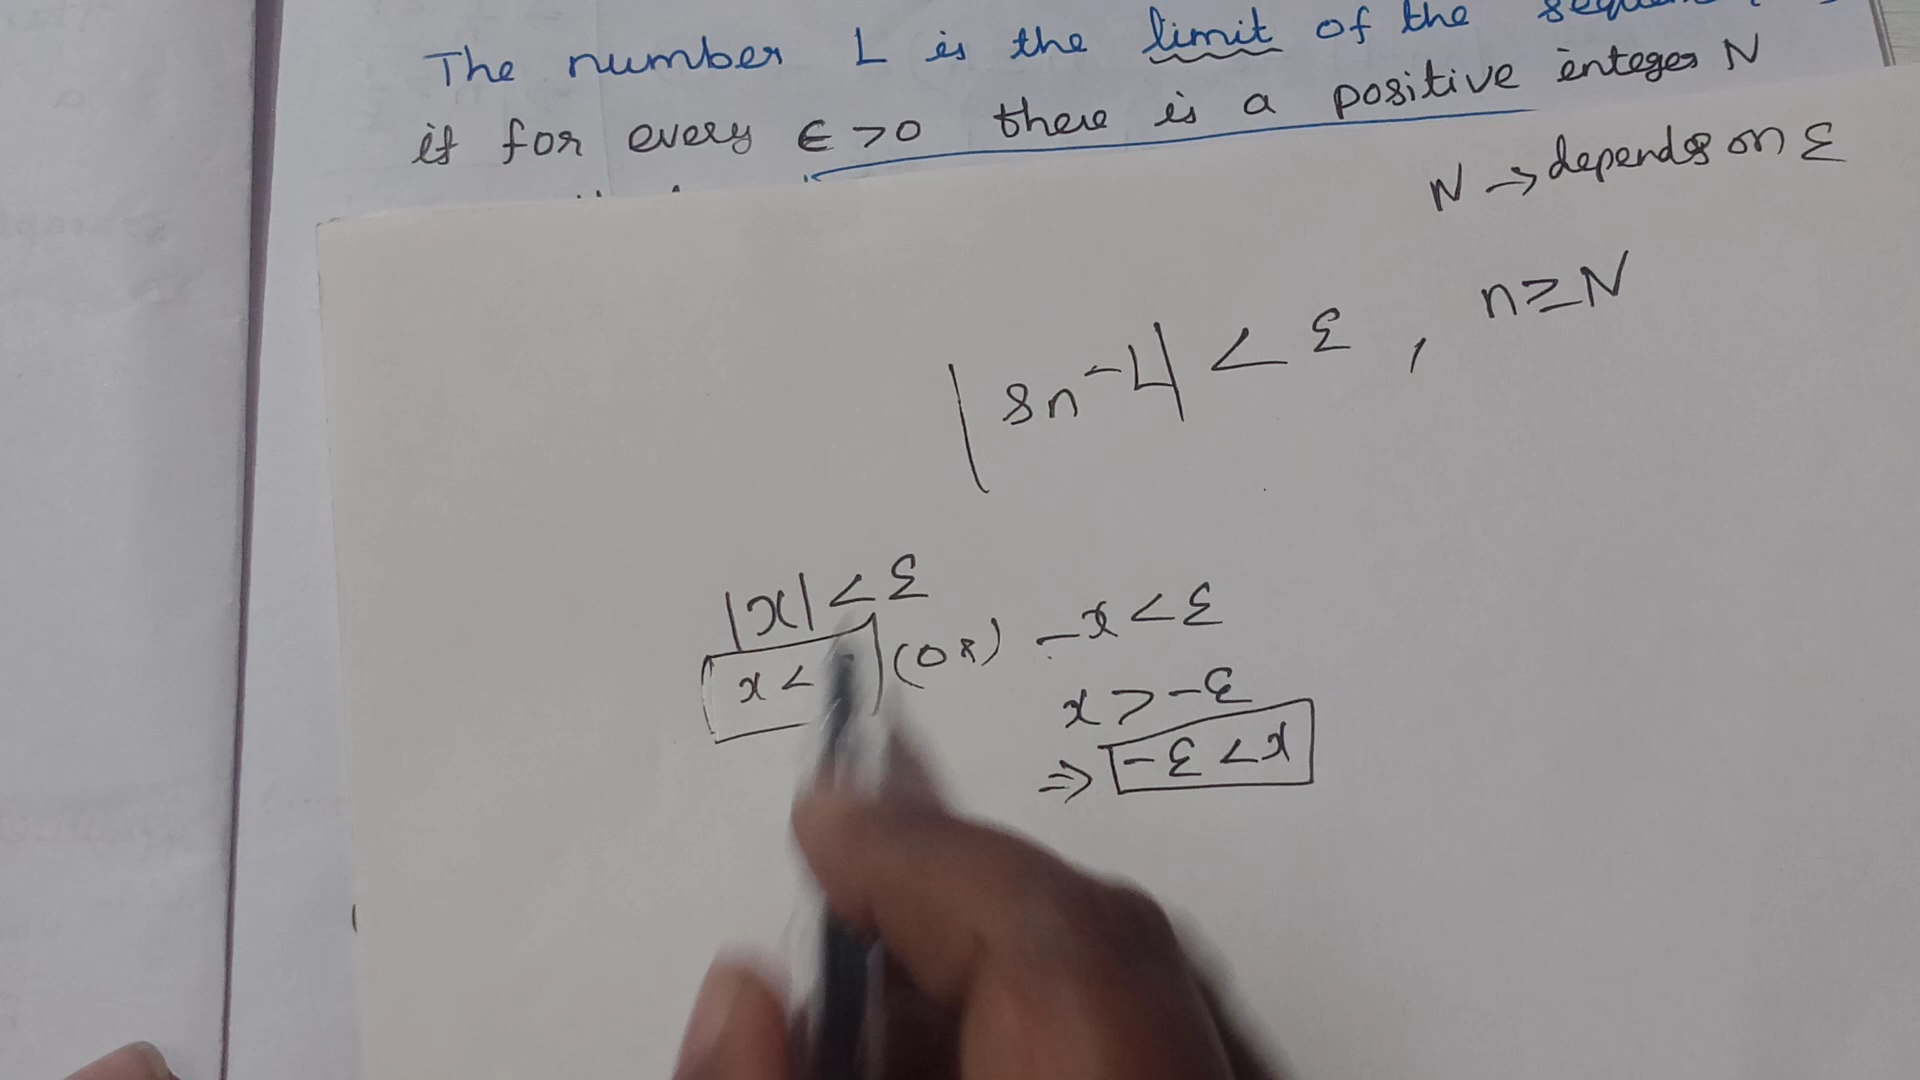 The number L is the limit of the
if for every ϵ>0 there is a positive integer N
N → depends on ε
|sn-L| < ε , n≥N
|x| < ε
x < (or) -x < ε
x > -ε
⇒ -ε < x